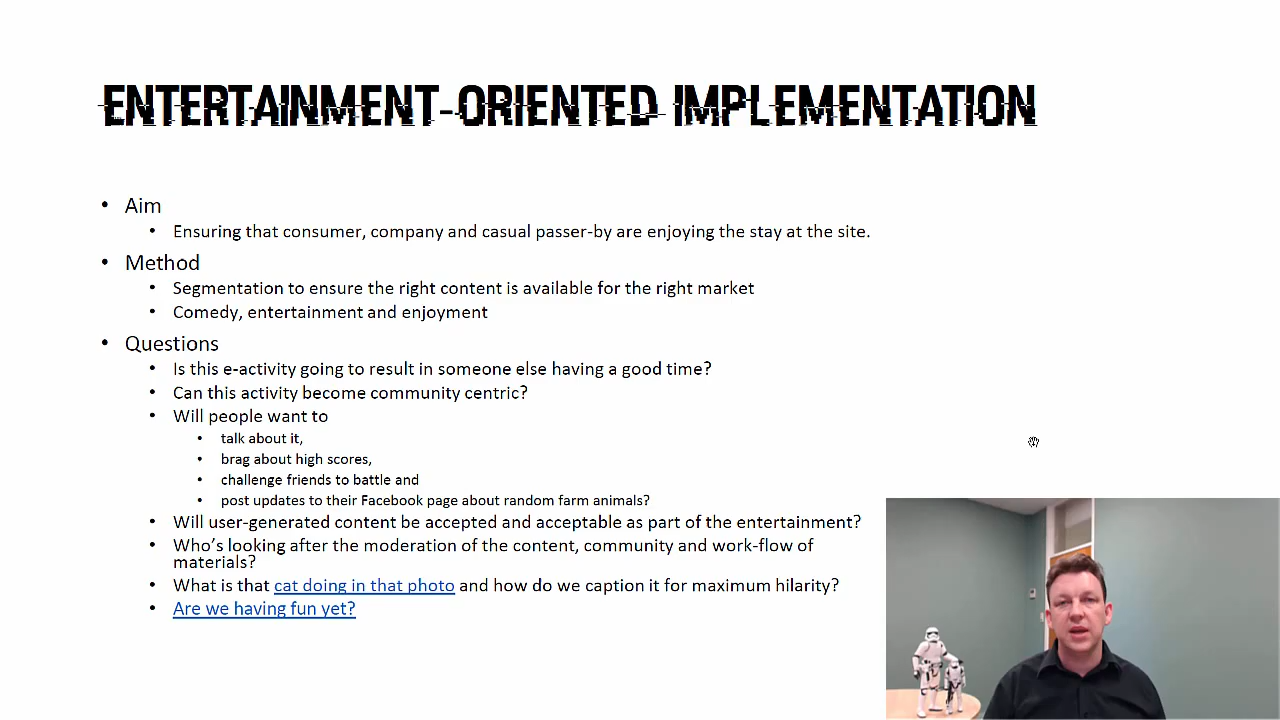 ENTERTAINMENT-ORIENTED IMPLEMENTATION
• Aim
• Ensuring that consumer, company and casual passer-by are enjoying the stay at the site.
• Method
• Segmentation to ensure the right content is available for the right market
• Comedy, entertainment and enjoyment
• Questions
• Is this e-activity going to result in someone else having a good time?
• Can this activity become community centric?
• Will people want to
• talk about it,
• brag about high scores,
• challenge friends to battle and
• post updates to their Facebook page about random farm animals?
• Will user-generated content be accepted and acceptable as part of the entertainment?
• Who's looking after the moderation of the content, community and work-flow of
materials?
• What is that cat doing in that photo and how do we caption it for maximum hilarity?
• Are we having fun yet?